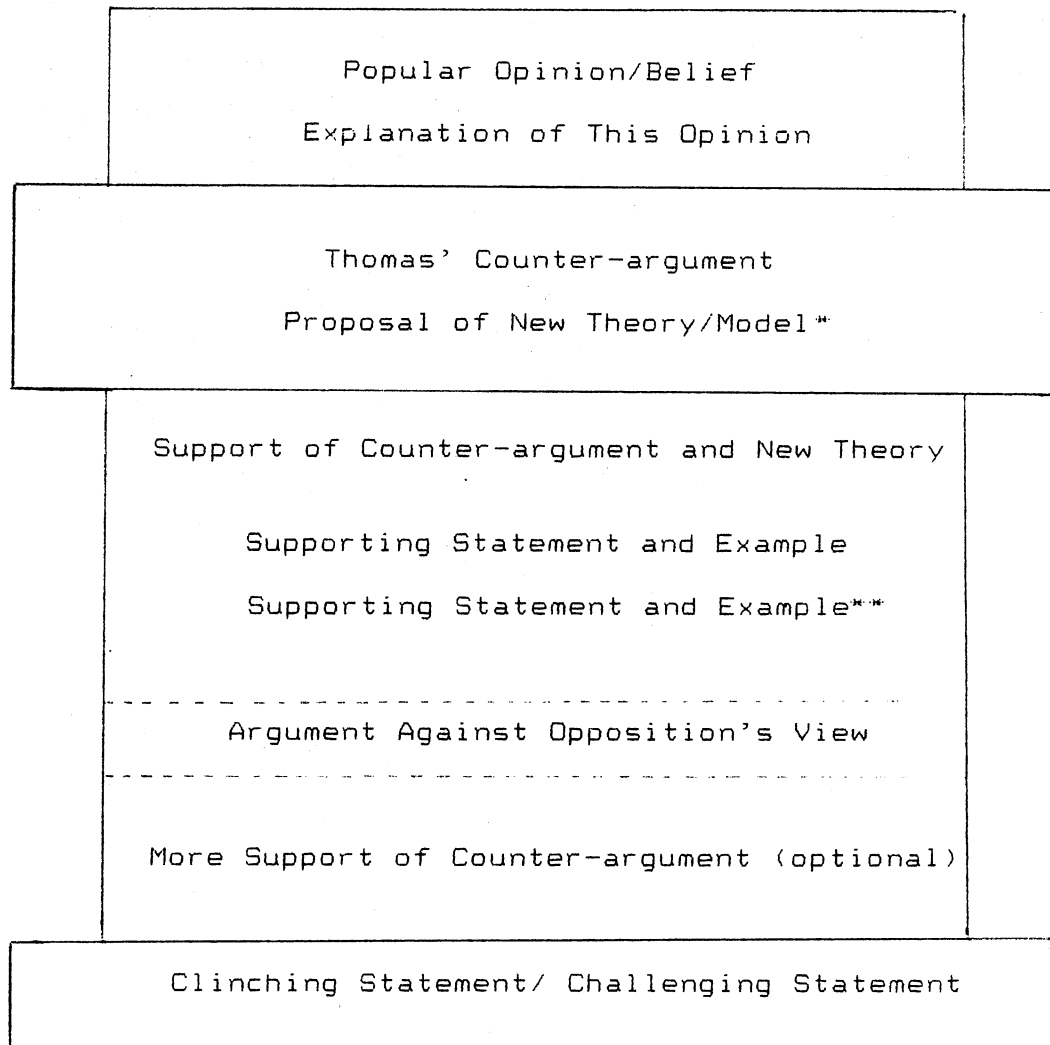 Popular Opinion/Belief
Explanation of This Opinion
Thomas' Counter-argument
Proposal of New Theory/Model*
Support of Counter-argument and New Theory
Supporting Statement and Example
Supporting Statement and Example**
Argument Against Opposition's View
More Support of Counter-argument (optional)
Clinching Statement/ Challenging Statement